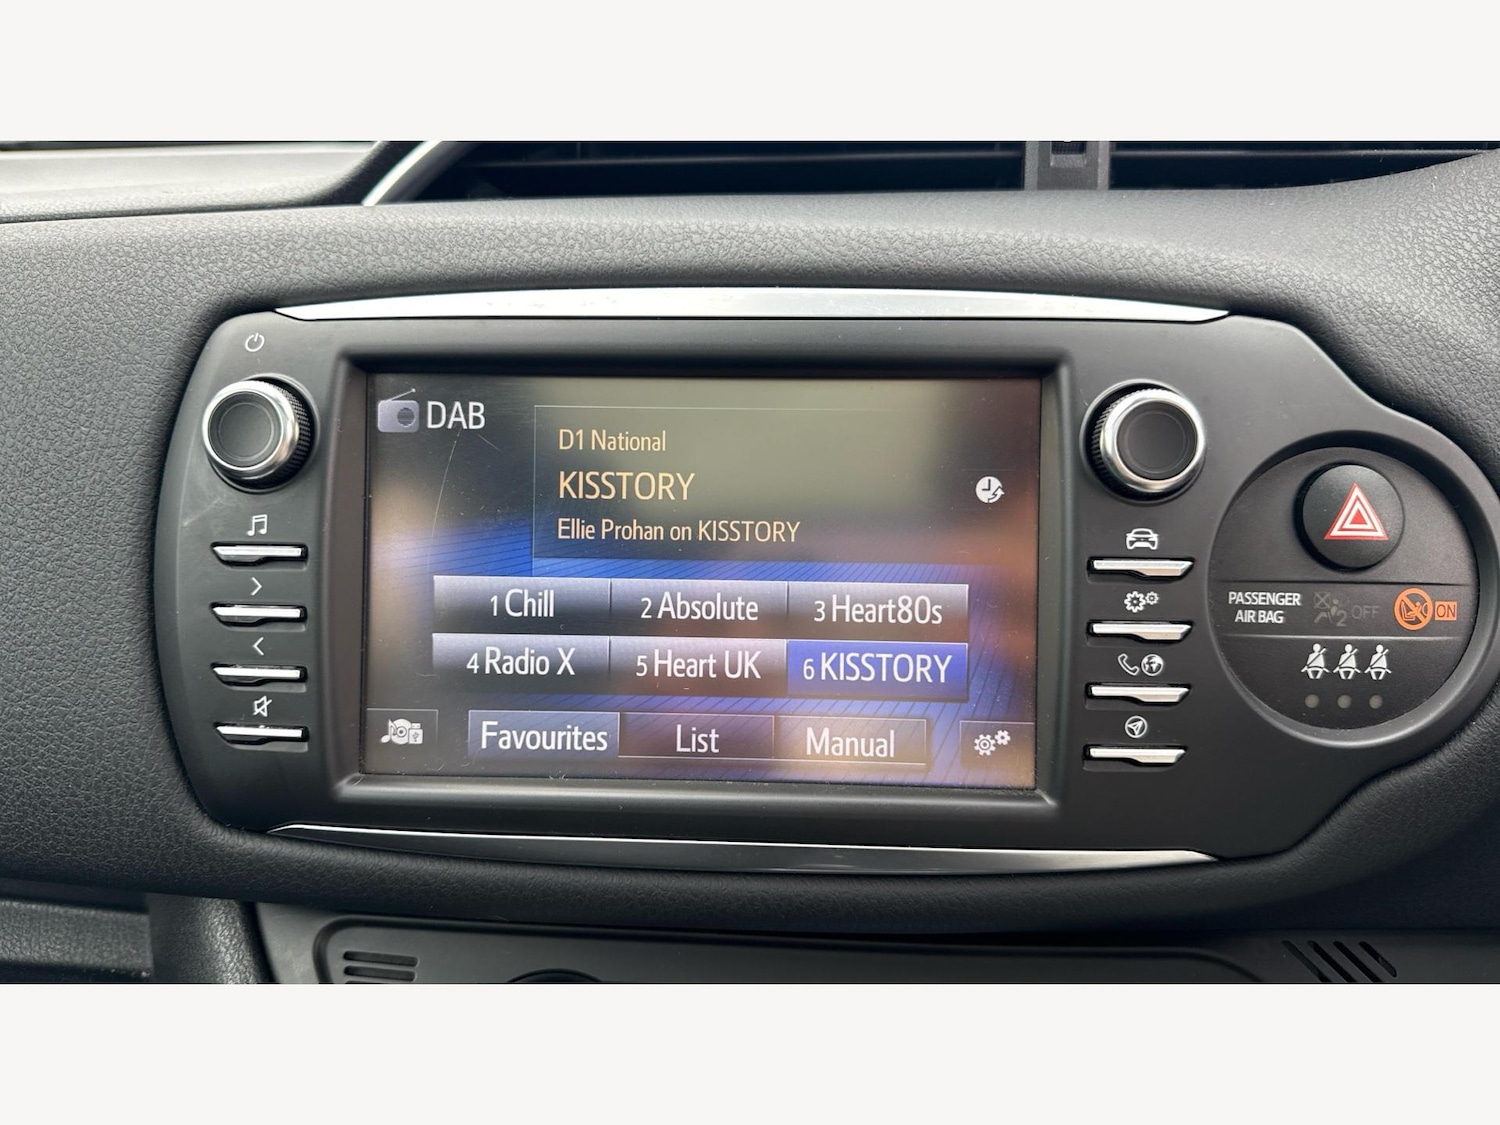 DAB
D1 National
KISSTORY
Ellie Prohan on KISSTORY
1 Chill
2 Absolute
3 Heart80s
4 Radio X
5 Heart UK
6 KISSTORY
Favourites
List
Manual
PASSENGER
AIR BAG
2 OFF
ON